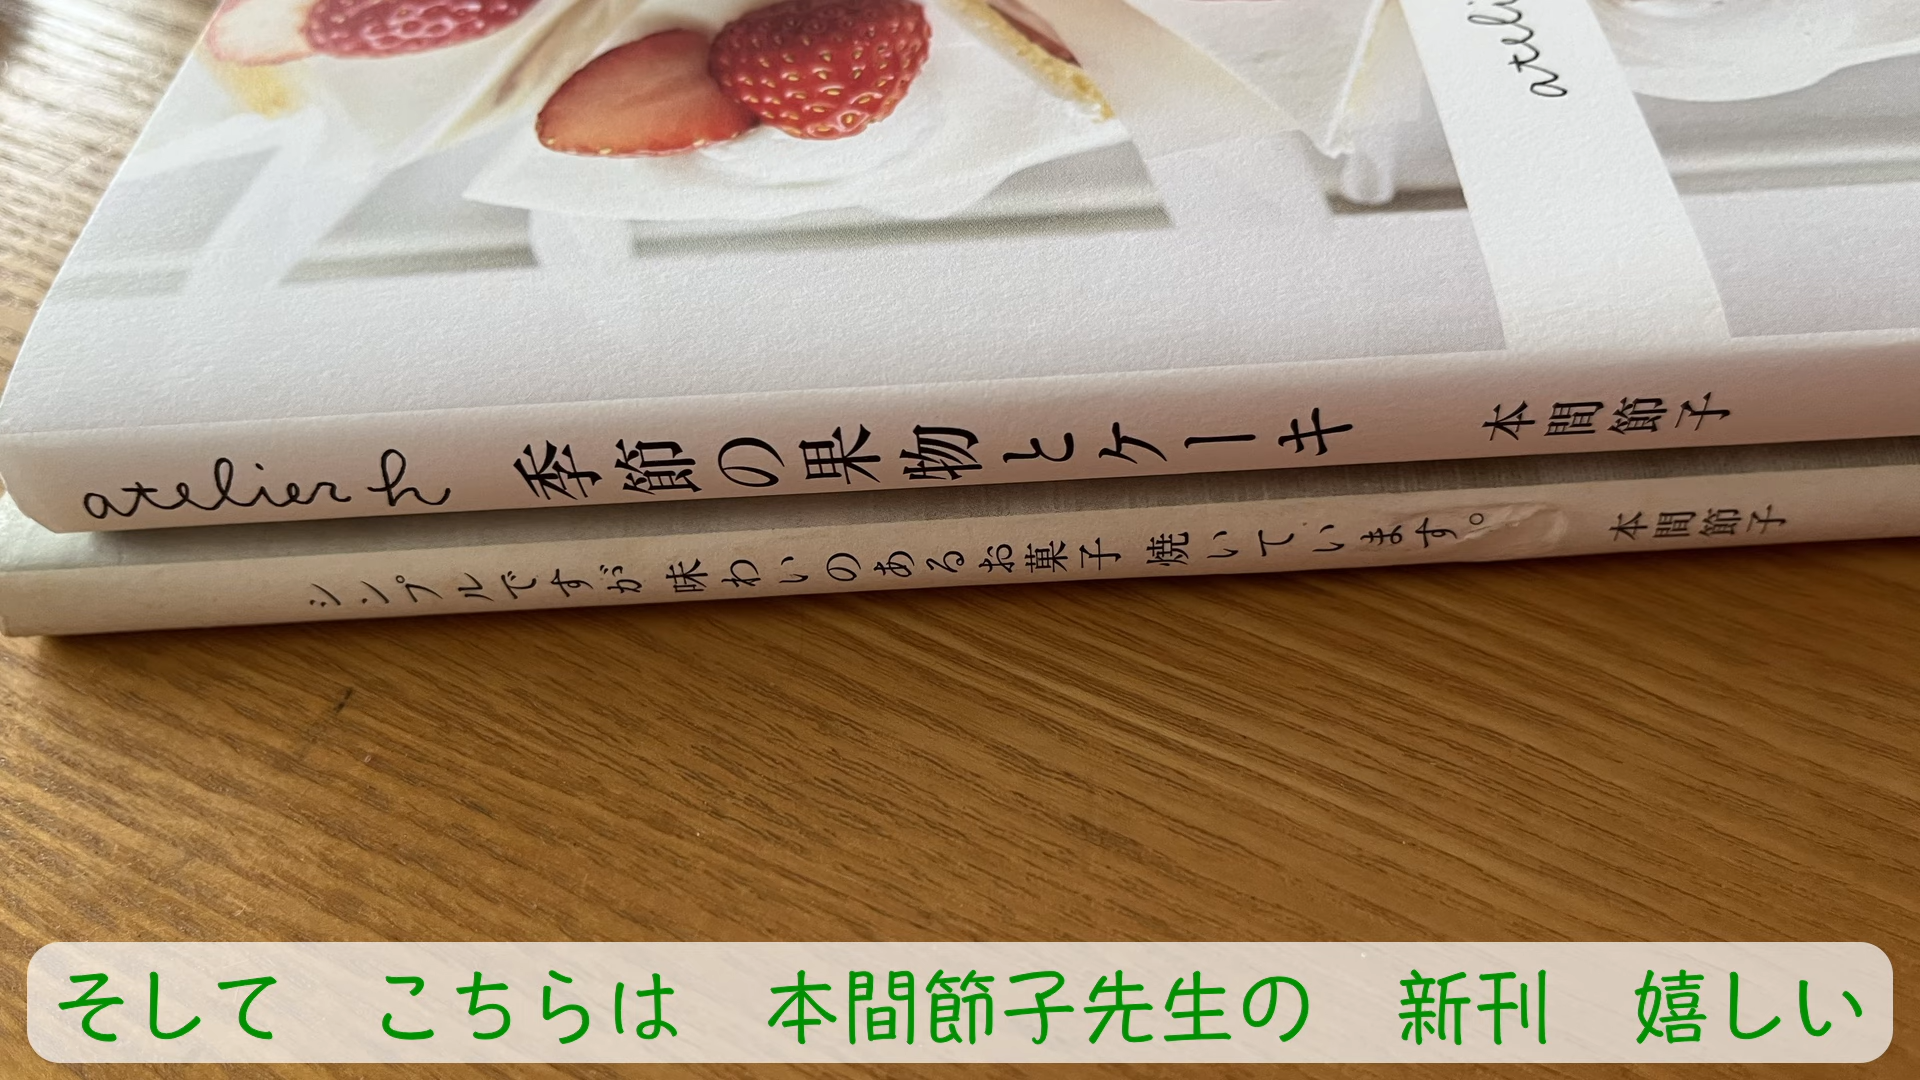 ateli
atelier h 季節の果物とケーキ 本間節子
シンプルですが味わいのあるお菓子 焼いています。 本間節子
そして こちらは 本間節子先生の 新刊 嬉しい